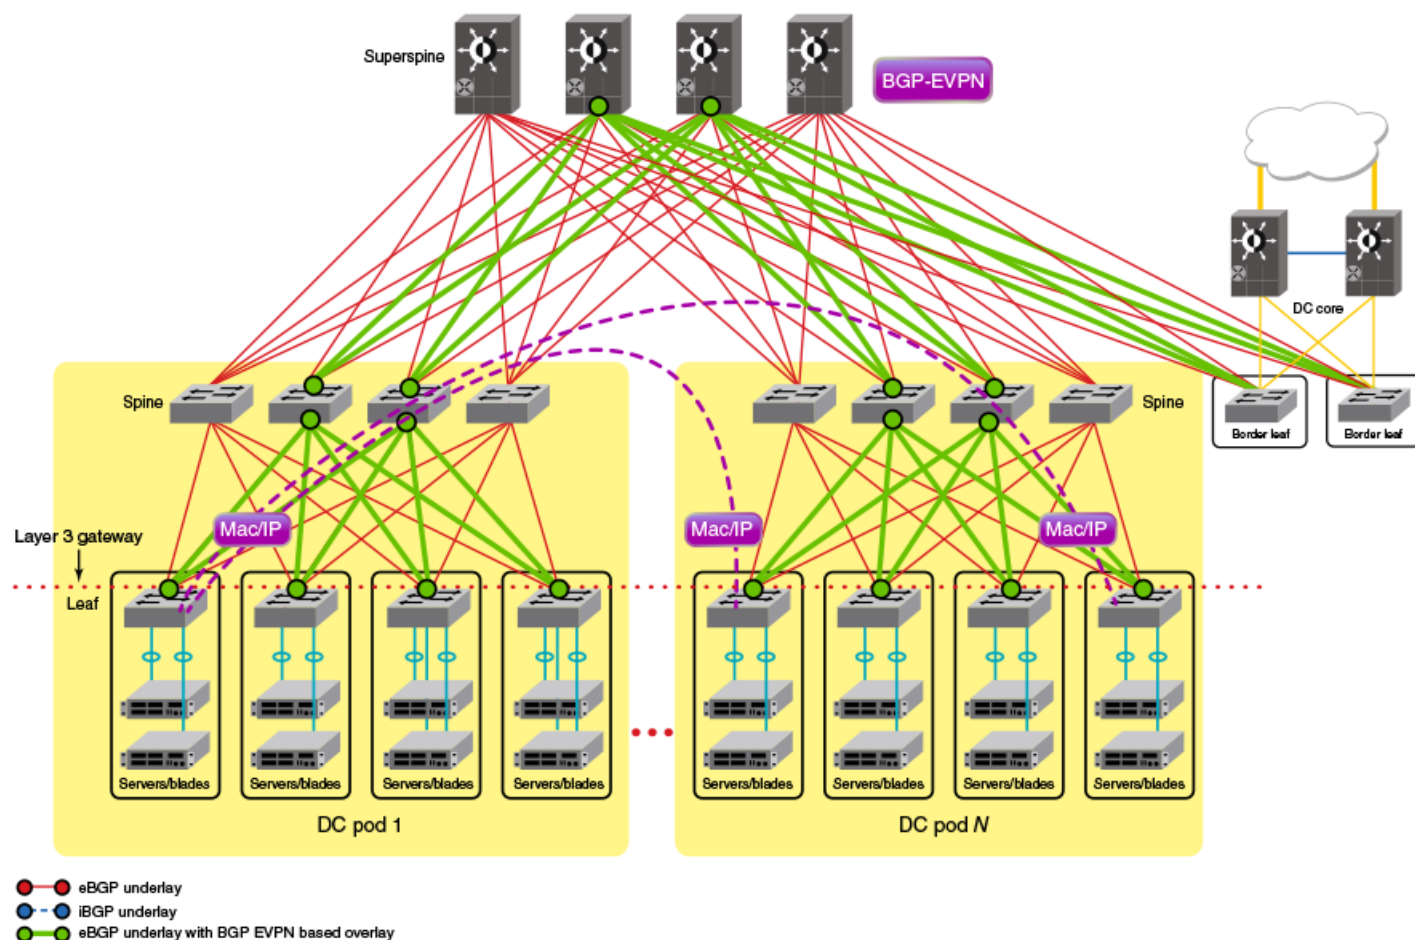 Superspine
BGP-EVPN
DC core
Spine
Spine
Border leaf
Border leaf
Mac/IP
Mac/IP
Mac/IP
Layer 3 gateway
Leaf
Servers/blades
Servers/blades
Servers/blades
Servers/blades
Servers/blades
Servers/blades
Servers/blades
Servers/blades
DC pod 1
DC pod N
eBGP underlay
iBGP underlay
eBGP underlay with BGP EVPN based overlay